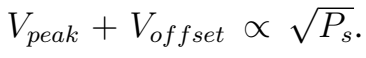 $V_{peak} + V_{offset} \propto \sqrt{P_s}.$